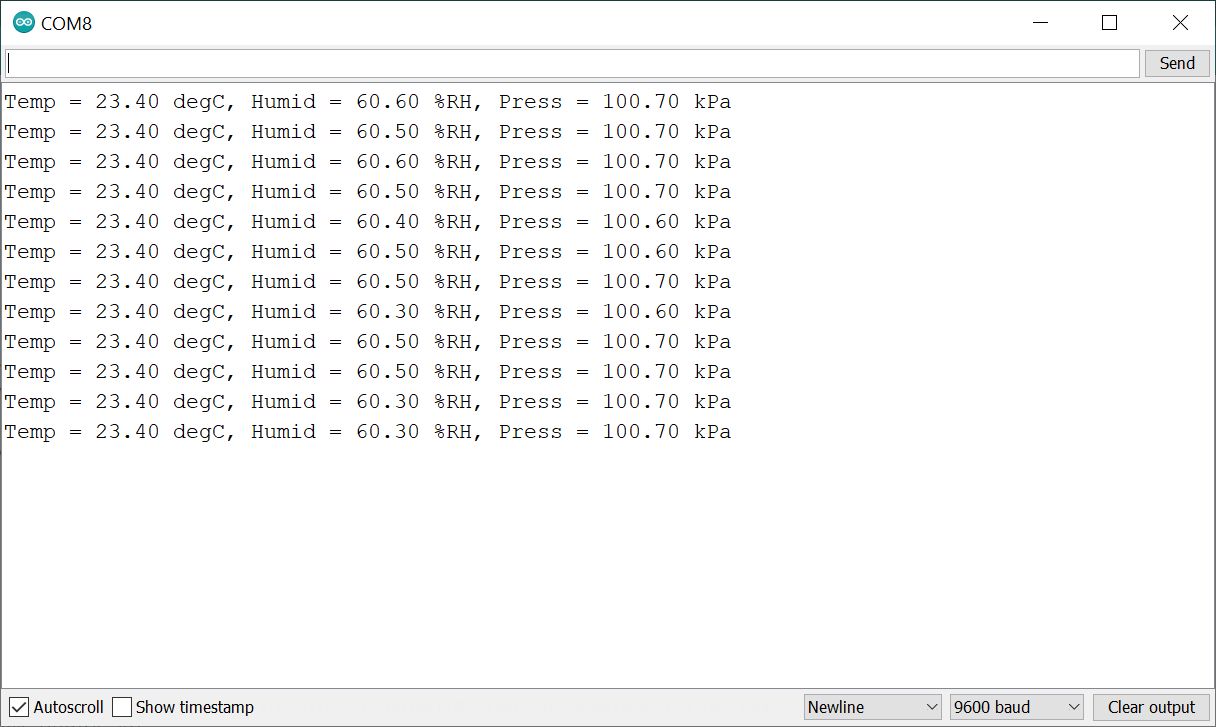 COM8
Send
Temp = 23.40 degC, Humid = 60.60 %RH, Press = 100.70 kPa
Temp = 23.40 degC, Humid = 60.50 %RH, Press = 100.70 kPa
Temp = 23.40 degC, Humid = 60.60 %RH, Press = 100.70 kPa
Temp = 23.40 degC, Humid = 60.50 %RH, Press = 100.70 kPa
Temp = 23.40 degC, Humid = 60.40 %RH, Press = 100.60 kPa
Temp = 23.40 degC, Humid = 60.50 %RH, Press = 100.60 kPa
Temp = 23.40 degC, Humid = 60.50 %RH, Press = 100.70 kPa
Temp = 23.40 degC, Humid = 60.30 %RH, Press = 100.60 kPa
Temp = 23.40 degC, Humid = 60.50 %RH, Press = 100.70 kPa
Temp = 23.40 degC, Humid = 60.50 %RH, Press = 100.70 kPa
Temp = 23.40 degC, Humid = 60.30 %RH, Press = 100.70 kPa
Temp = 23.40 degC, Humid = 60.30 %RH, Press = 100.70 kPa
Autoscroll Show timestamp Newline 9600 baud Clear output